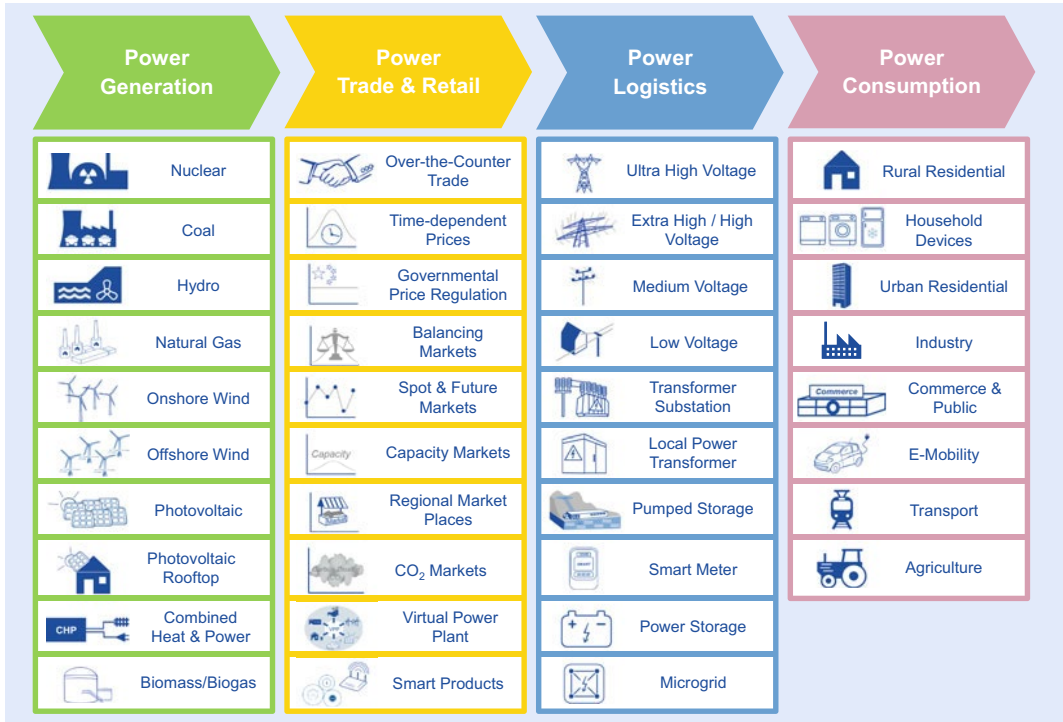 Power
Generation
Nuclear
Coal
Hydro
Natural Gas
Onshore Wind
Offshore Wind
Photovoltaic
Photovoltaic
Rooftop
CHP
Combined
Heat & Power
Biomass/Biogas
Power
Trade & Retail
Over-the-Counter
Trade
Time-dependent
Prices
Governmental
Price Regulation
Balancing
Markets
Spot & Future
Markets
Capacity
Capacity Markets
Regional Market
Places
CO2 Markets
Virtual Power
Plant
Smart Products
Power
Logistics
Ultra High Voltage
Extra High / High
Voltage
Medium Voltage
Low Voltage
Transformer
Substation
Local Power
Transformer
Pumped Storage
SMART
Smart Meter
Power Storage
Microgrid
Power
Consumption
Rural Residential
Household
Devices
Urban Residential
Industry
Commerce
Commerce &
Public
E-Mobility
Transport
Agriculture